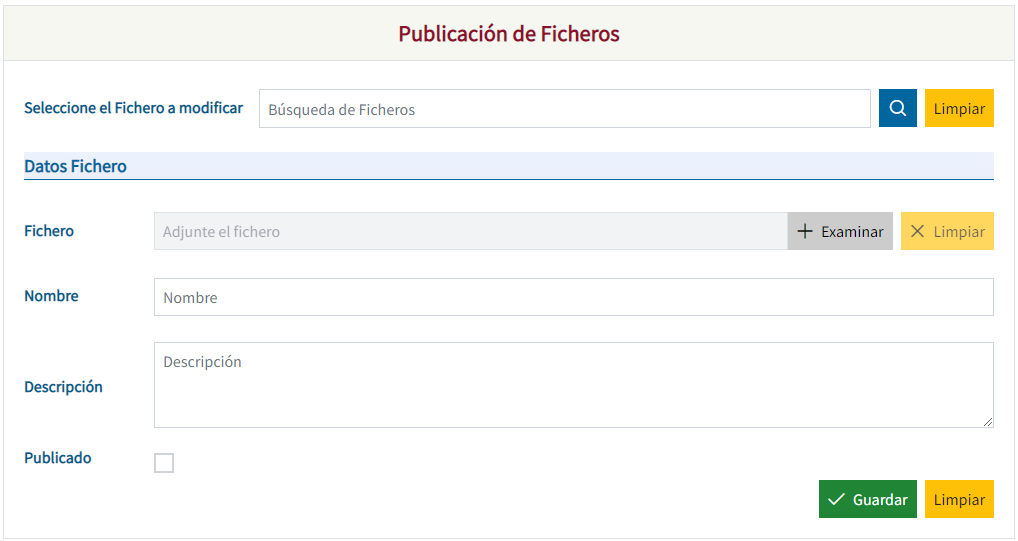 Publicación de Ficheros
Seleccione el Fichero a modificar Búsqueda de Ficheros Limpiar
Datos Fichero
Fichero Adjunte el fichero Examinar Limpiar
Nombre Nombre
Descripción Descripción
Publicado
Guardar Limpiar